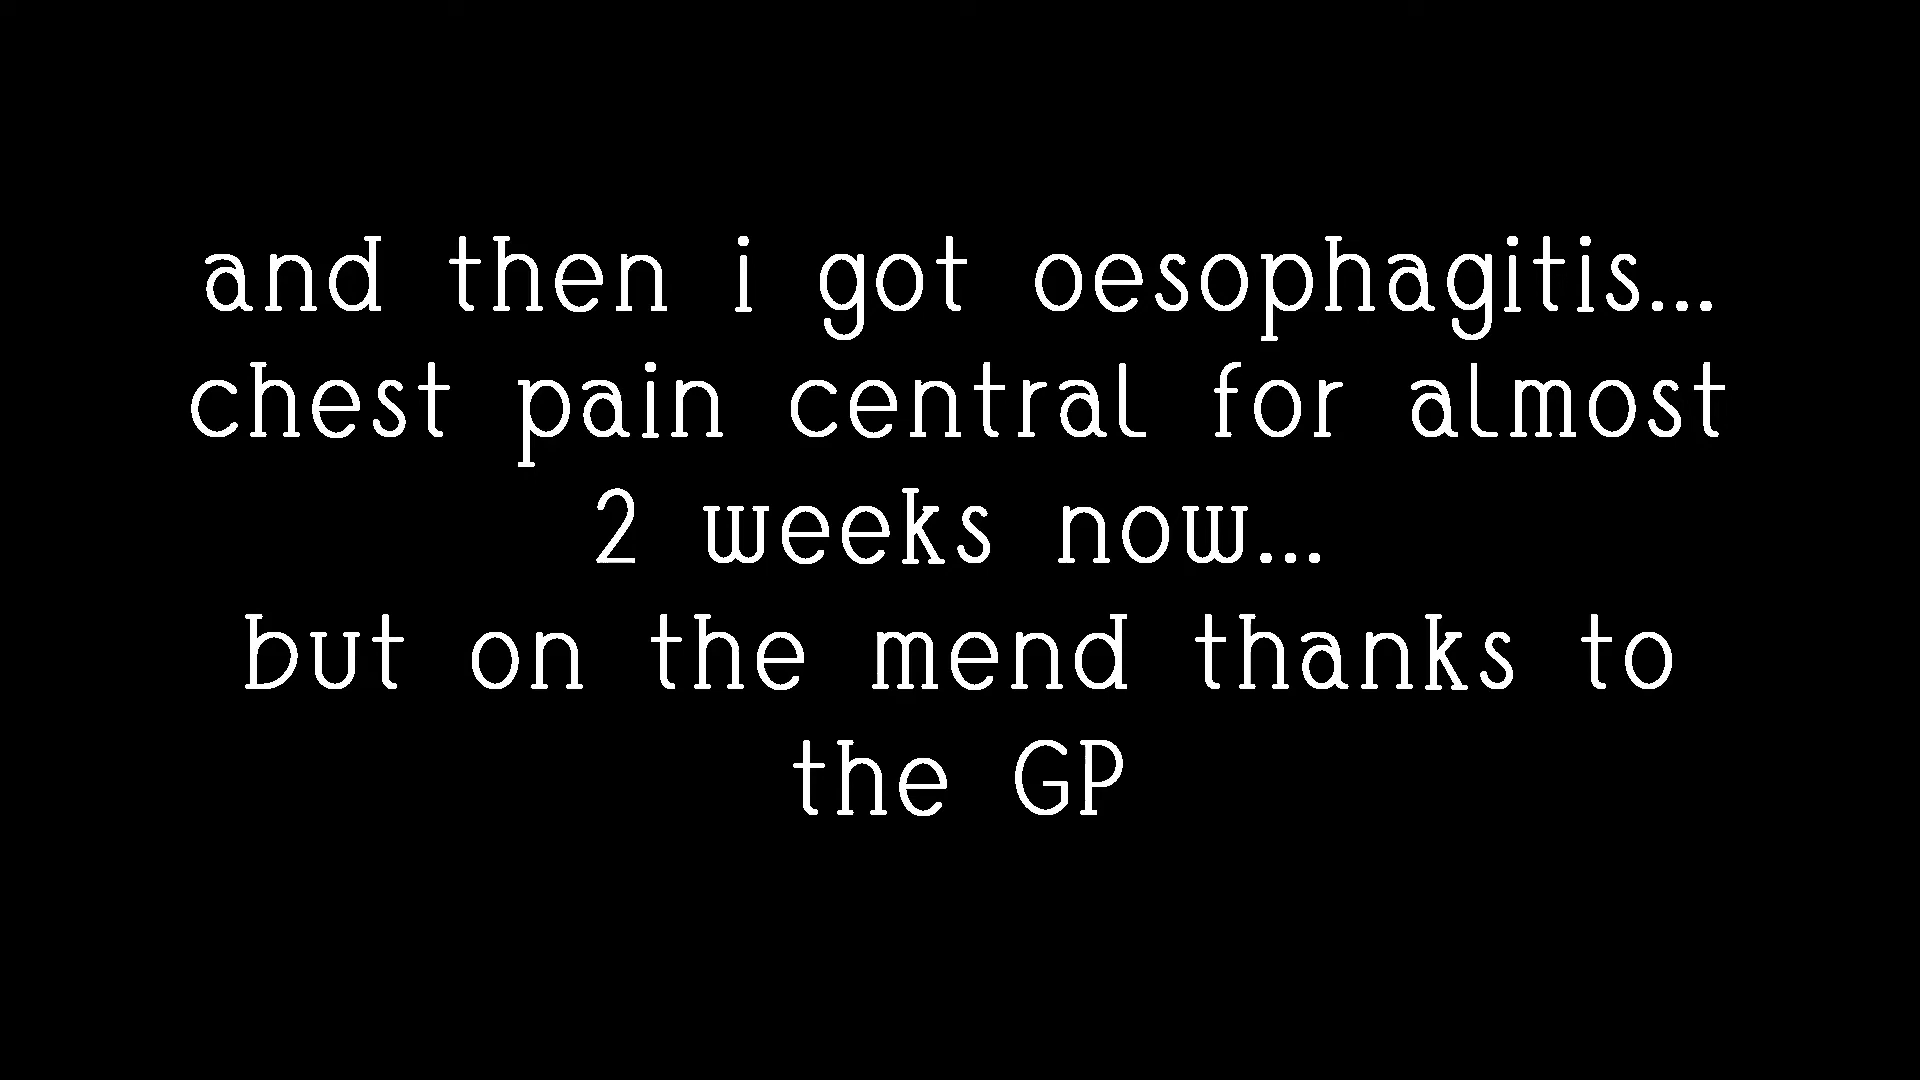 and then i got oesophagitis...
chest pain central for almost
2 weeks now...
but on the mend thanks to
the GP